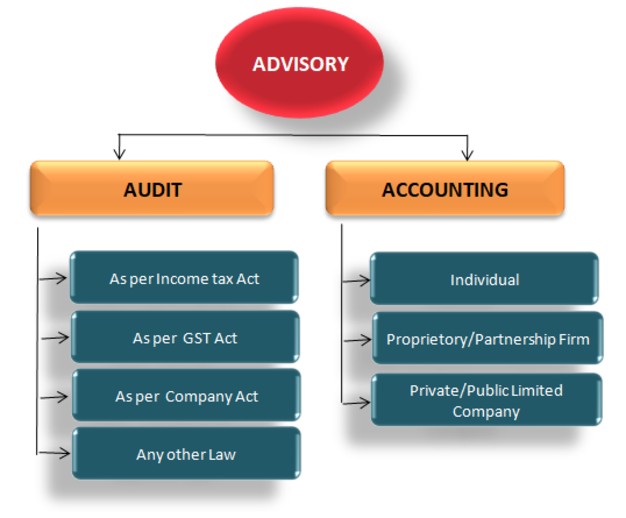 ADVISORY
AUDIT
As per Income tax Act
As per GST Act
As per Company Act
Any other Law
ACCOUNTING
Individual
Proprietory/Partnership Firm
Private/Public Limited
Company